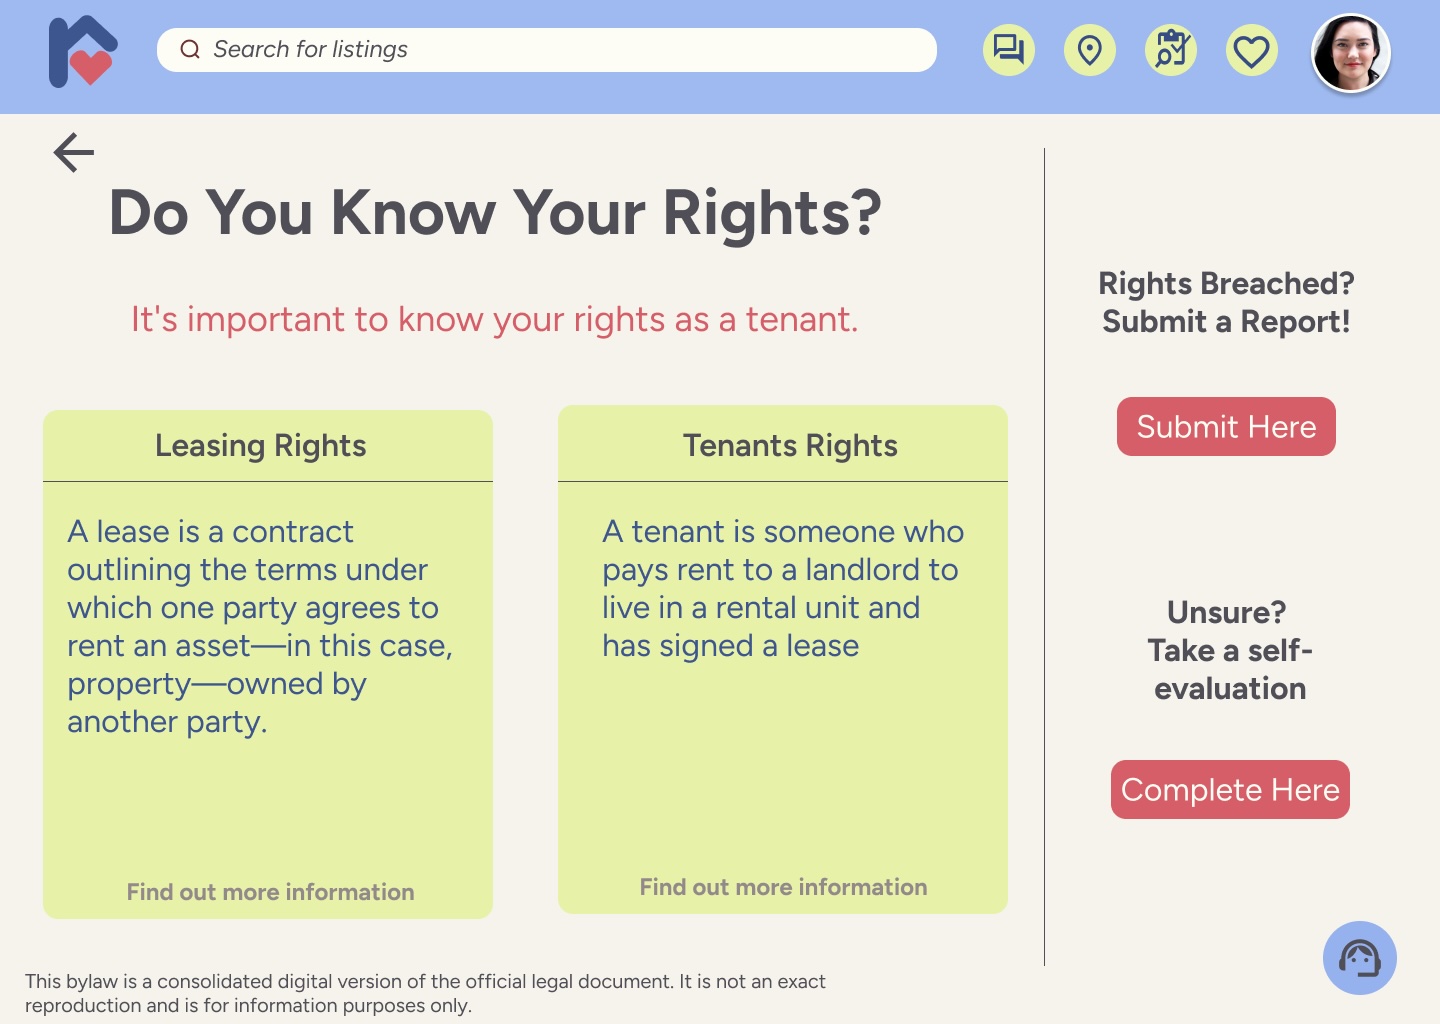 Search for listings
Do You Know Your Rights?
It's important to know your rights as a tenant.
Leasing Rights
A lease is a contract
outlining the terms under
which one party agrees to
rent an asset—in this case,
property—owned by
another party.
Find out more information
Tenants Rights
A tenant is someone who
pays rent to a landlord to
live in a rental unit and
has signed a lease
Find out more information
Rights Breached?
Submit a Report!
Submit Here
Unsure?
Take a self-
evaluation
Complete Here
This bylaw is a consolidated digital version of the official legal document. It is not an exact
reproduction and is for information purposes only.